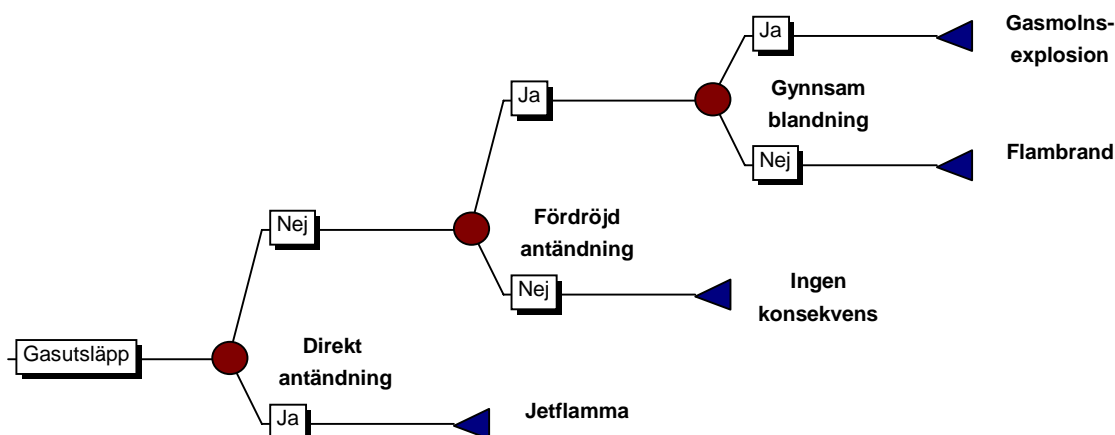 Gasutsläpp
Direkt
antändning
Ja
Jetflamma
Nej
Fördröjd
antändning
Nej
Ingen
konsekvens
Ja
Gynnsam
blandning
Ja
Gasmolns-
explosion
Nej
Flambrand